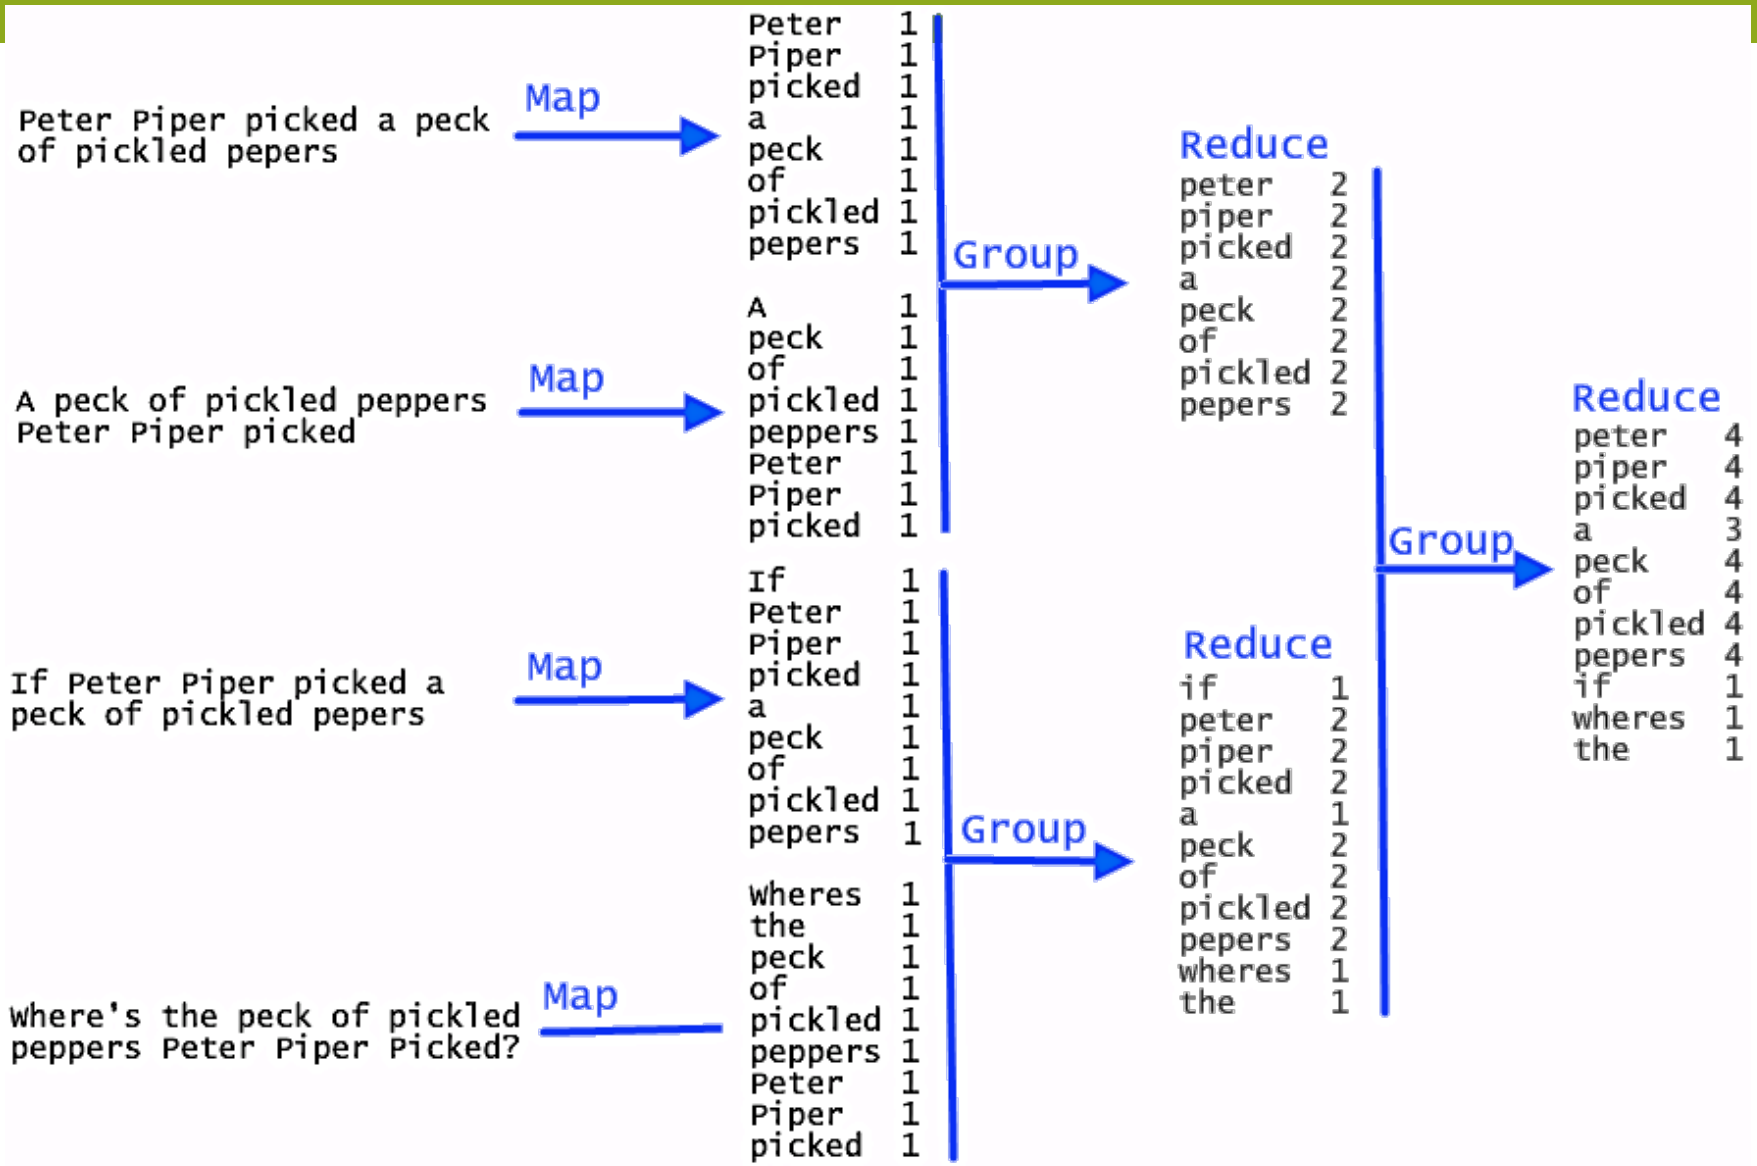 Peter Piper picked a peck
of pickled pepers
A peck of pickled peppers
Peter Piper picked
If Peter Piper picked a
peck of pickled pepers
Where's the peck of pickled
peppers Peter Piper Picked?
Map
Map
Map
Map
Peter 1
Piper 1
picked 1
a 1
peck 1
of 1
pickled 1
pepers 1
A 1
peck 1
of 1
pickled 1
peppers 1
Peter 1
Piper 1
picked 1
If 1
Peter 1
Piper 1
picked 1
a 1
peck 1
of 1
pickled 1
pepers 1
Wheres 1
the 1
peck 1
of 1
pickled 1
peppers 1
Peter 1
Piper 1
picked 1
Group
Group
Reduce
peter 2
piper 2
picked 2
a 2
peck 2
of 2
pickled 2
pepers 2
Reduce
if 1
peter 2
piper 2
picked 2
a 1
peck 2
of 2
pickled 2
pepers 2
wheres 1
the 1
Group
Reduce
peter 4
piper 4
picked 4
a 3
peck 4
of 4
pickled 4
pepers 4
if 1
wheres 1
the 1